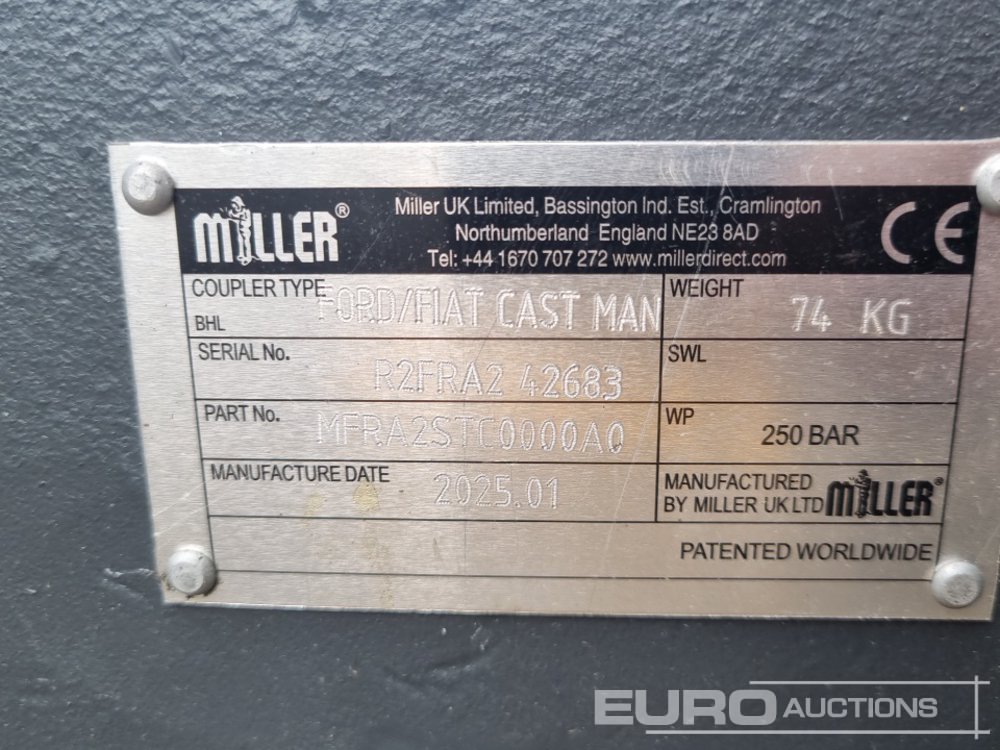 MILLER®
Miller UK Limited, Bassington Ind. Est., Cramlington
Northumberland England NE23 8AD
Tel: +44 1670 707 272 www.millerdirect.com
CE
COUPLER TYPE FORD/FIAT CAST MAN
BHL
WEIGHT 74 KG
SERIAL No. R2FRA2 42683
SWL
PART No. MFRA2STC0000A0
WP 250 BAR
MANUFACTURE DATE 2025.01
MANUFACTURED
BY MILLER UK LTD MILLER®
PATENTED WORLDWIDE
EURO AUCTIONS